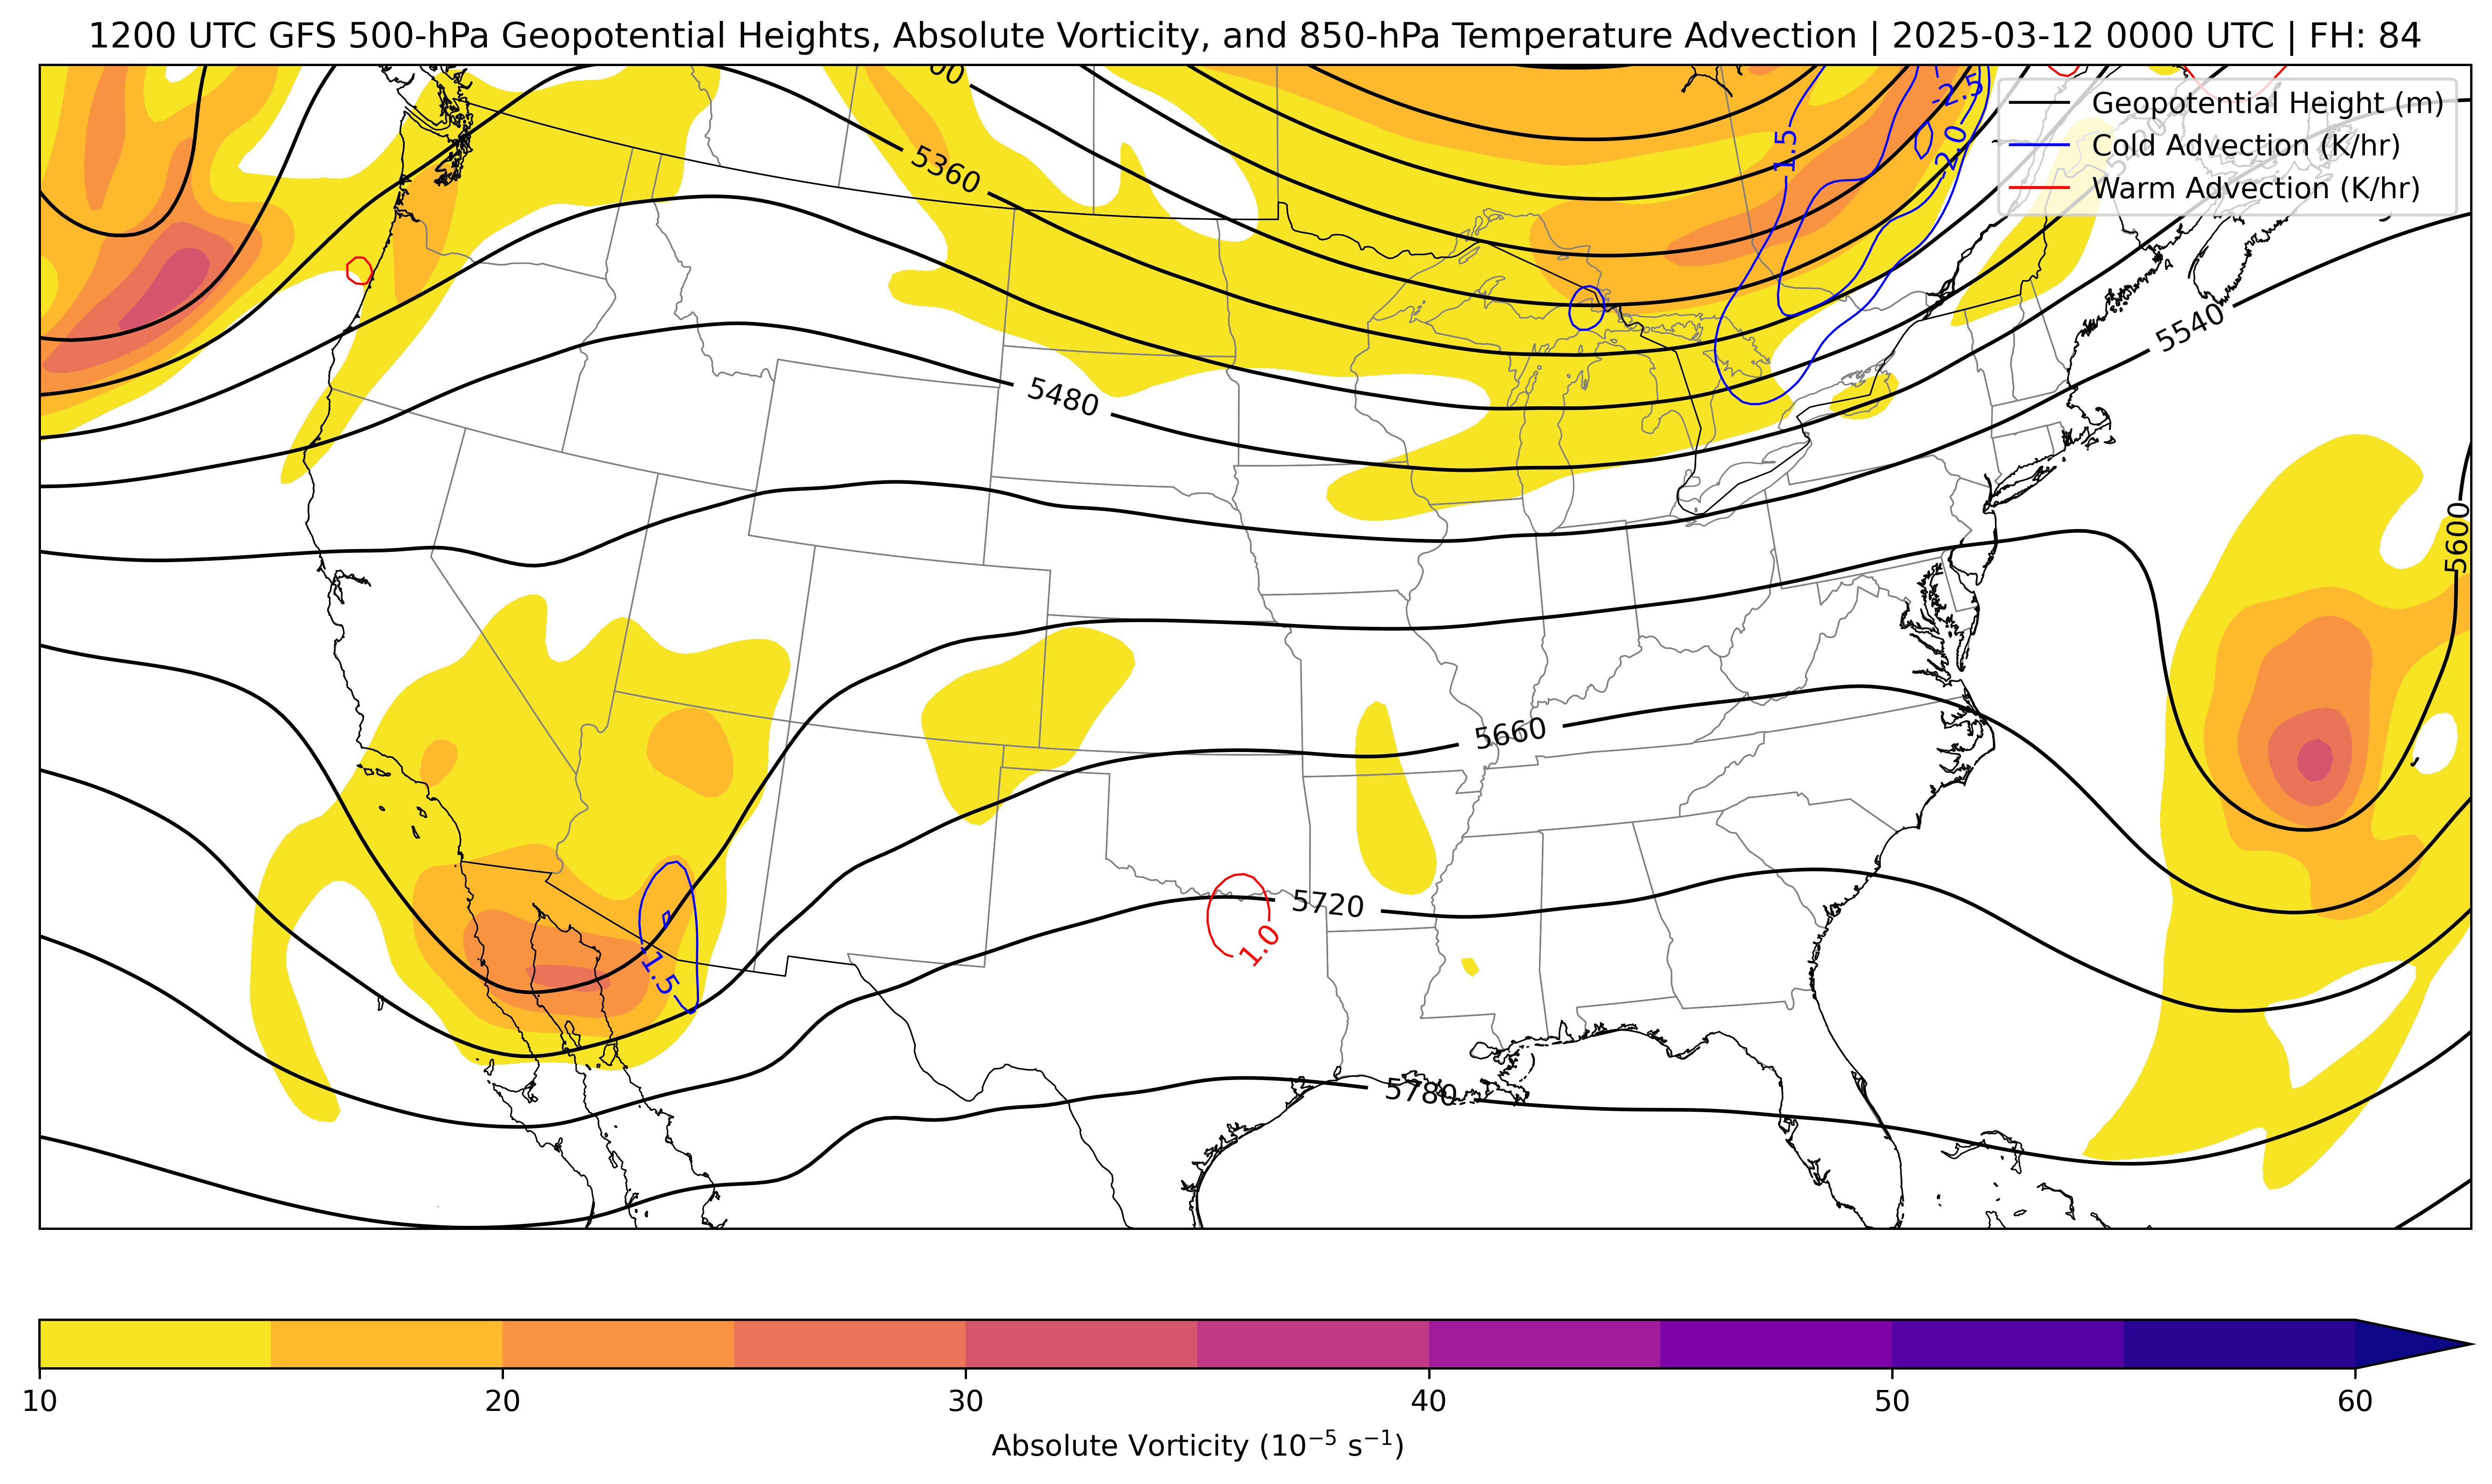 1200 UTC GFS 500-hPa Geopotential Heights, Absolute Vorticity, and 850-hPa Temperature Advection | 2025-03-12 0000 UTC | FH: 84
Geopotential Height (m)
Cold Advection (K/hr)
Warm Advection (K/hr)
-2.5
-2.0
-1.5
5360
5540
5480
5600
5660
5720
1.0
-1.5
5780
10 20 30 40 50 60
Absolute Vorticity (10⁻⁵ s⁻¹)